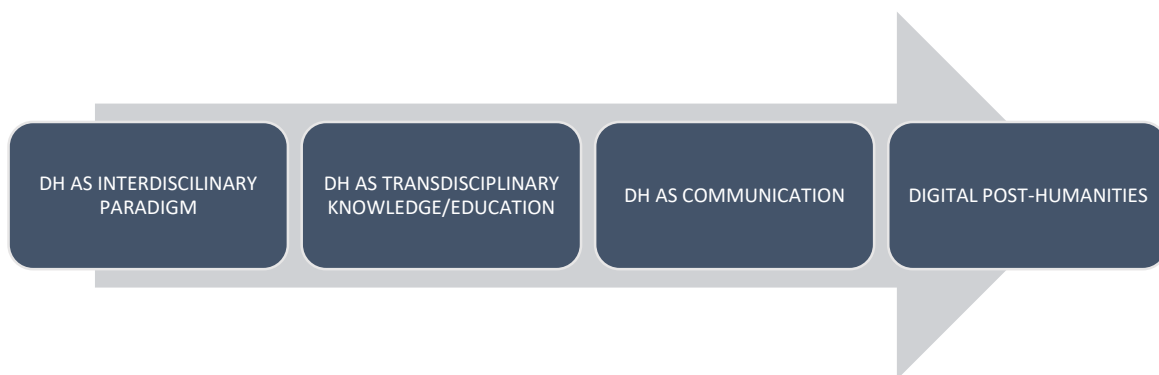 DH AS INTERDISCILINARY
PARADIGM
DH AS TRANSDISCIPLINARY
KNOWLEDGE/EDUCATION
DH AS COMMUNICATION
DIGITAL POST-HUMANITIES